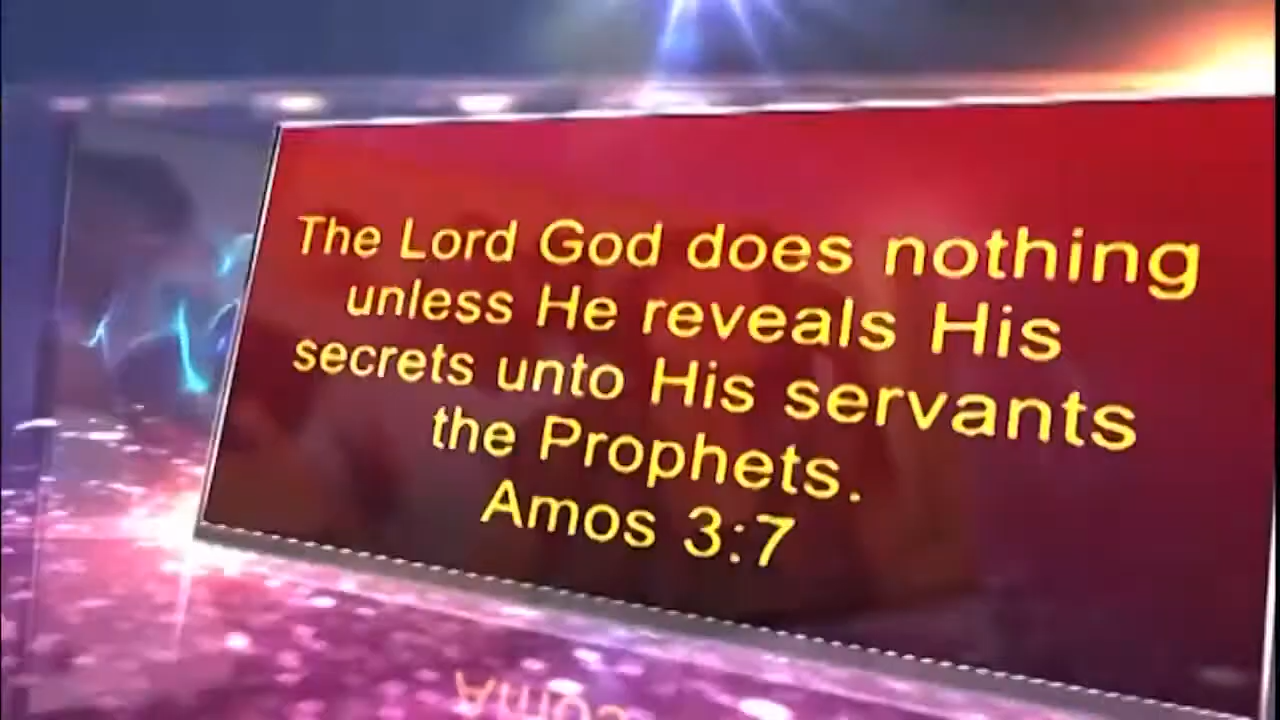 The Lord God does nothing
unless He reveals His
secrets unto His servants
the Prophets.
Amos 3:7